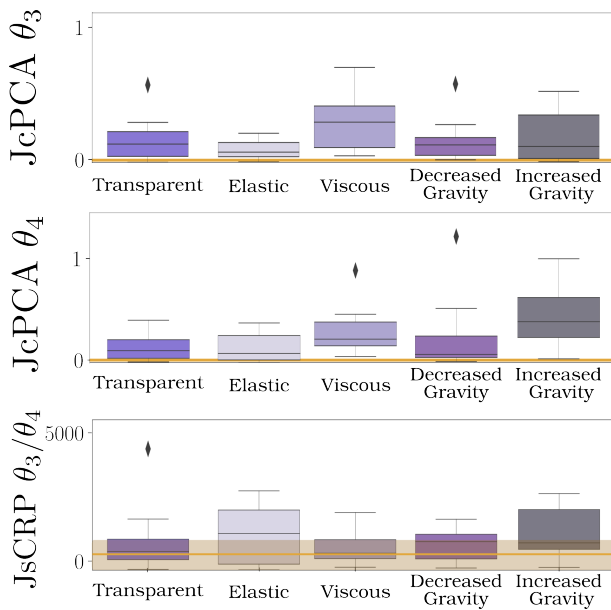 JcPCA θ3
1
0
Transparent
Elastic
Viscous
Decreased
Gravity
Increased
Gravity
JcPCA θ4
1
0
Transparent
Elastic
Viscous
Decreased
Gravity
Increased
Gravity
JsCRP θ3/θ4
5000
0
Transparent
Elastic
Viscous
Decreased
Gravity
Increased
Gravity